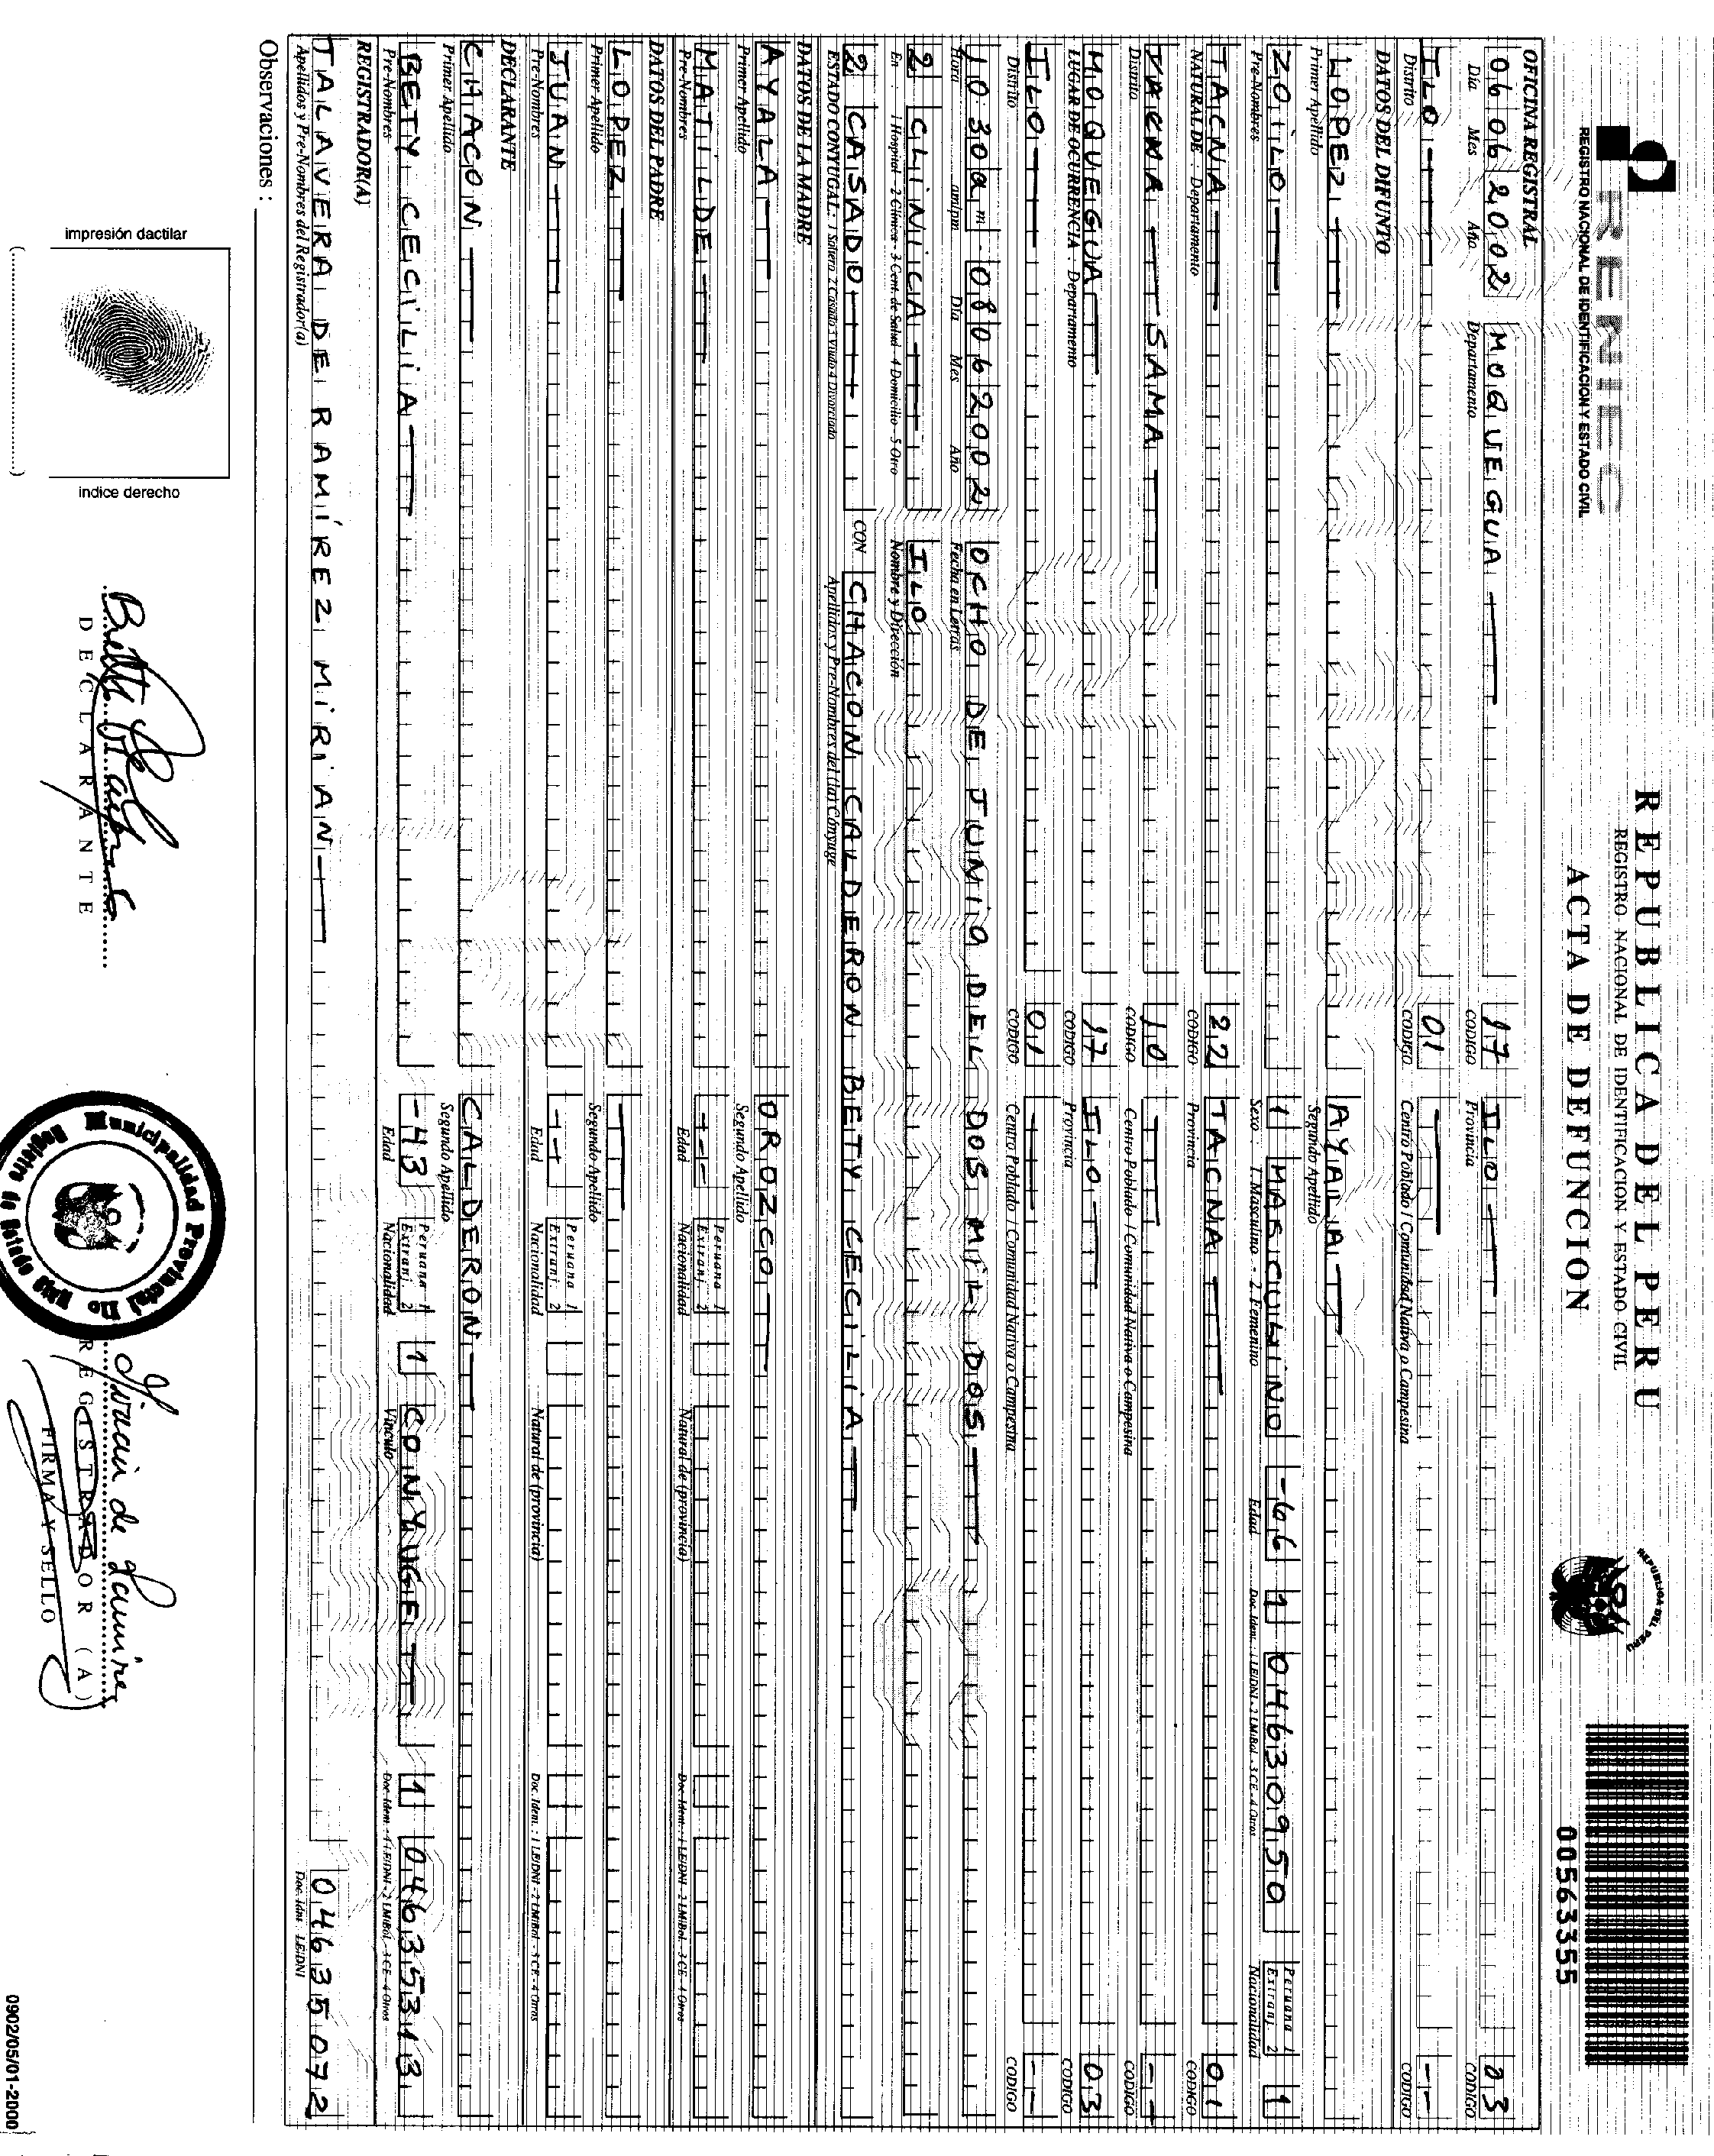 RENIEC
REGISTRO NACIONAL DE IDENTIFICACION Y ESTADO CIVIL
REPUBLICA DEL PERU
REGISTRO NACIONAL DE IDENTIFICACION Y ESTADO CIVIL
ACTA DE DEFUNCION
REPUBLICA DEL PERU
00563355
OFICINA REGISTRAL
06 06 2002 MOQUEGUA 17 ILO 03
Día Mes Año Departamento CODIGO Provincia CODIGO
ILO 01 --
Distrito CODIGO Centro Poblado / Comunidad Nativa o Campesina CODIGO
DATOS DEL DIFUNTO
LOPEZ AYALA
Primer Apellido Segundo Apellido
ZOILO 1 MASCULINO -66 1 04630950 Peruana 1 Extranj. 2 1
Pre-Nombres Sexo : 1. Masculino - 2. Femenino Edad Doc. Idem. : 1 LE/DNI - 2 LM/Bol. - 3 CE - 4 Otros Nacionalidad
TACNA 22 TACNA 01
NATURAL DE : Departamento CODIGO Provincia CODIGO
SAMA 10 --
Distrito CODIGO Centro Poblado / Comunidad Nativa o Campesina CODIGO
MOQUEGUA 17 ILO 03
LUGAR DE OCURRENCIA : Departamento CODIGO Provincia CODIGO
ILO 01 --
Distrito CODIGO Centro Poblado / Comunidad Nativa o Campesina CODIGO
10 30 am - 08 06 2002 OCHO DE JUNIO DEL DOS MIL DOS
Hora am/pm Día Mes Año Fecha en Letras
2 CLINICA ILO
En : 1 Hospital - 2 Clínica - 3 Cent. de Salud - 4 Domicilio - 5 Otro Nombre y Dirección
2 CASADO CON CHACON CALDERON BETY CECILIA
ESTADO CONYUGAL: 1 Soltero 2 Casado 3 Viudo 4 Divorciado Apellidos y Pre-Nombres del (la) Cónyuge
DATOS DE LA MADRE
AYALA OROZCO
Primer Apellido Segundo Apellido
MATILDE --- Peruana 1 Extranj. 2
Pre-Nombres Edad Nacionalidad Natural de (provincia) Doc. Idem. : 1 LE/DNI - 2 LM/Bol. - 3 CE - 4 Otros
DATOS DEL PADRE
LOPEZ
Primer Apellido Segundo Apellido
JUAN -- Peruana 1 Extranj. 2
Pre-Nombres Edad Nacionalidad Natural de (provincia) Doc. Idem. : 1 LE/DNI - 2 LM/Bol. - 3 CE - 4 Otros
DECLARANTE
CHACON CALDERON
Primer Apellido Segundo Apellido
BETY CECILIA -43 Peruana 1 Extranj. 2 1 CONYUGE 1 04635313
Pre-Nombres Edad Nacionalidad Vínculo Doc. Idem. : 1 LE/DNI - 2 LM/Bol. - 3 CE - 4 Otros
REGISTRADOR(A)
TALAVERA DE RAMÍREZ MIRIAN 04635072
Apellidos y Pre-Nombres del Registrador(a) Doc. Idnt : LE/DNI
Observaciones :
impresión dactilar
indice derecho
DECLARANTE
Municipalidad Provincial Ilo
Registro de Estado Civil
REGISTRADOR (A)
FIRMA Y SELLO
0902/05/01-2000